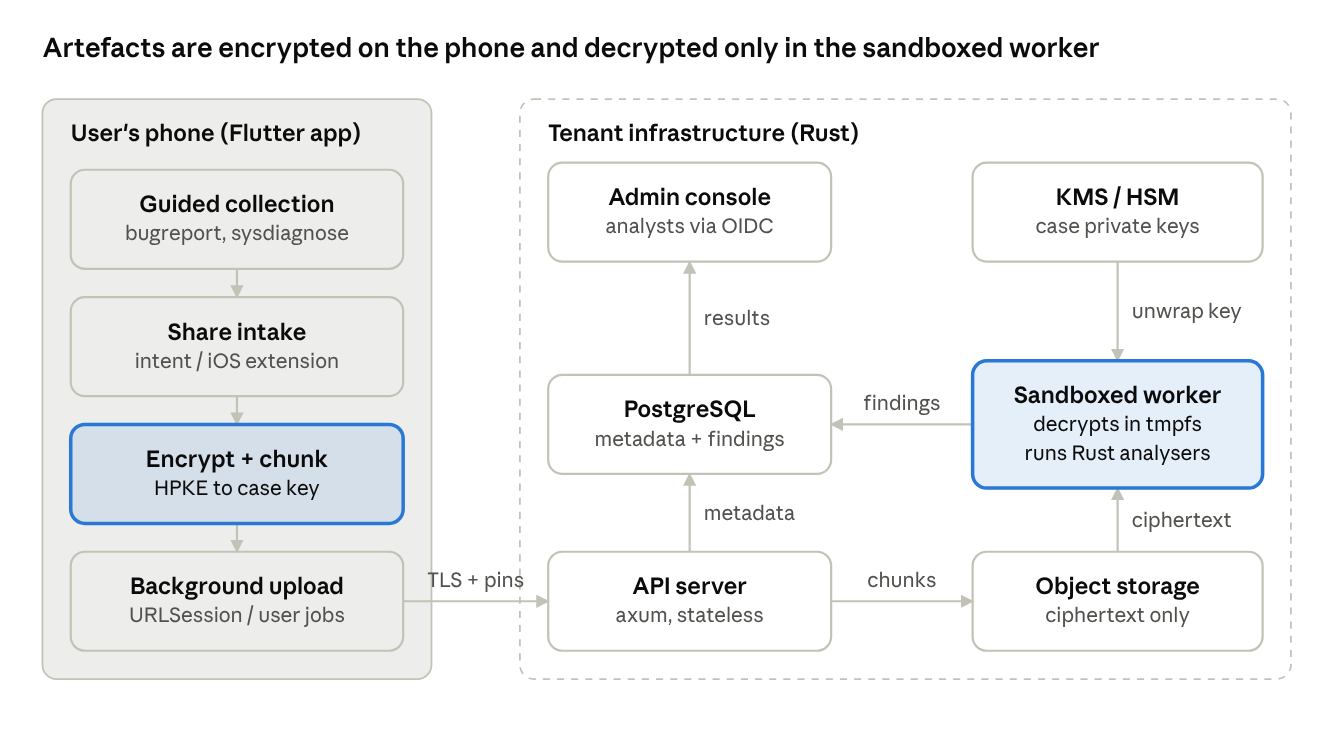 Artefacts are encrypted on the phone and decrypted only in the sandboxed worker
User's phone (Flutter app)
Guided collection
bugreport, sysdiagnose
Share intake
intent / iOS extension
Encrypt + chunk
HPKE to case key
Background upload
URLSession / user jobs
TLS + pins
Tenant infrastructure (Rust)
Admin console
analysts via OIDC
results
PostgreSQL
metadata + findings
metadata
API server
axum, stateless
findings
chunks
KMS / HSM
case private keys
unwrap key
Sandboxed worker
decrypts in tmpfs
runs Rust analysers
ciphertext
Object storage
ciphertext only